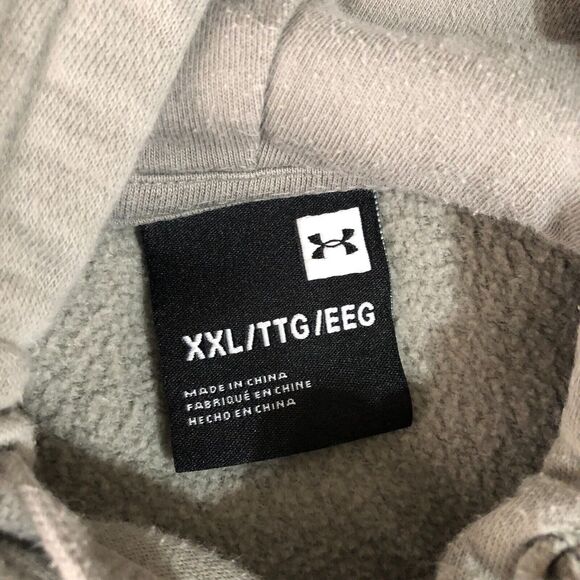 XXL/TTG/EEG
MADE IN CHINA
FABRIQUÉ EN CHINE
HECHO EN CHINA